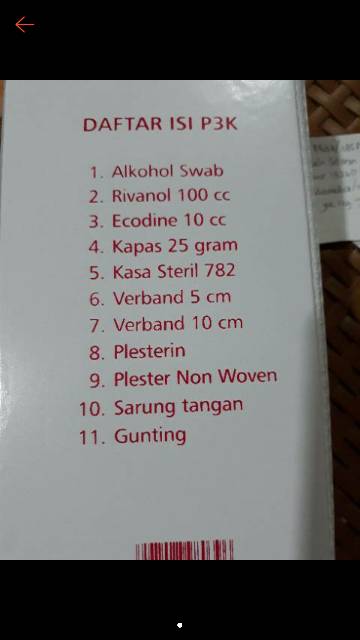 DAFTAR ISI P3K
1. Alkohol Swab
2. Rivanol 100 cc
3. Ecodine 10 cc
4. Kapas 25 gram
5. Kasa Steril 782
6. Verband 5 cm
7. Verband 10 cm
8. Plesterin
9. Plester Non Woven
10. Sarung tangan
11. Gunting